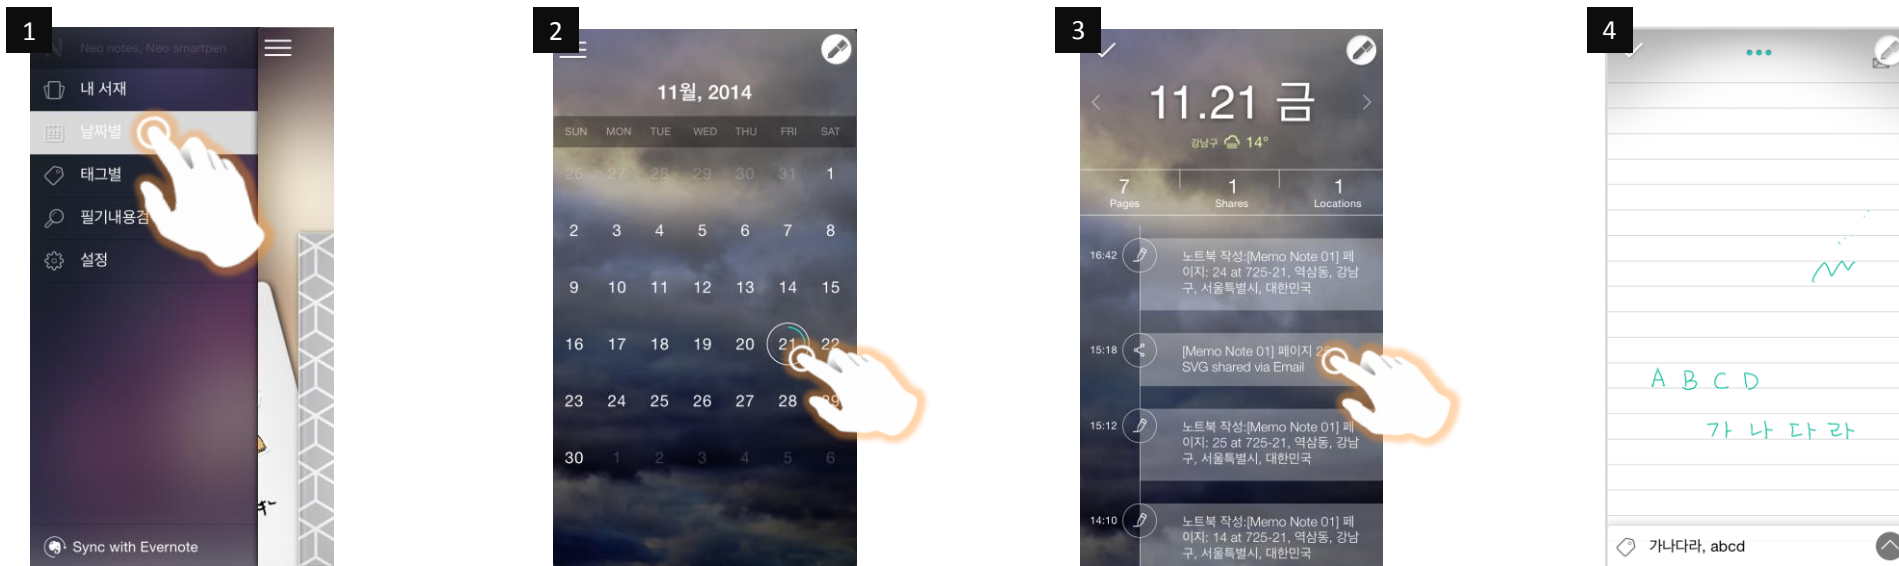 1
Neo notes, Neo smartpen
내 서재
날짜별
태그별
필기내용검
설정
Sync with Evernote
2
11월, 2014
SUN MON TUE WED THU FRI SAT
26 27 28 29 30 31 1
2 3 4 5 6 7 8
9 10 11 12 13 14 15
16 17 18 19 20 21 22
23 24 25 26 27 28 29
30 1 2 3 4 5 6
3
11.21 금
강남구 14°
7 1 1
Pages Shares Locations
16:42
노트북 작성:[Memo Note 01] 페
이지: 24 at 725-21, 역삼동, 강남
구, 서울특별시, 대한민국
15:18
[Memo Note 01] 페이지 2
SVG shared via Email
15:12
노트북 작성:[Memo Note 01] 페
이지: 25 at 725-21, 역삼동, 강남
구, 서울특별시, 대한민국
14:10
노트북 작성:[Memo Note 01] 페
이지: 14 at 725-21, 역삼동, 강남
구, 서울특별시, 대한민국
4
A B C D
가 나 다 라
가나다라, abcd